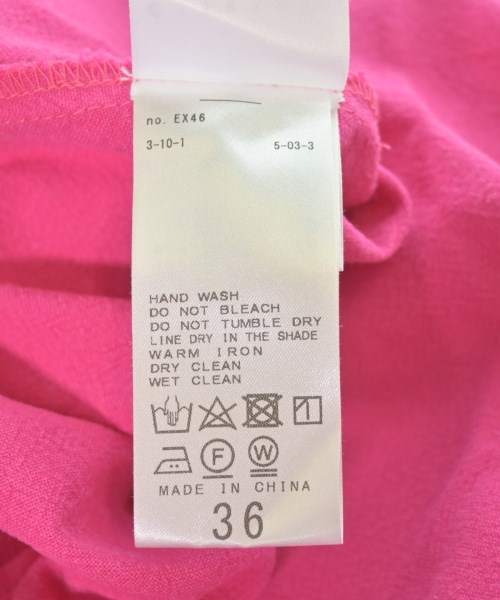 no. EX46
3-10-1 5-03-3
HAND WASH
DO NOT BLEACH
DO NOT TUMBLE DRY
LINE DRY IN THE SHADE
WARM IRON
DRY CLEAN
WET CLEAN
F W
MADE IN CHINA
36